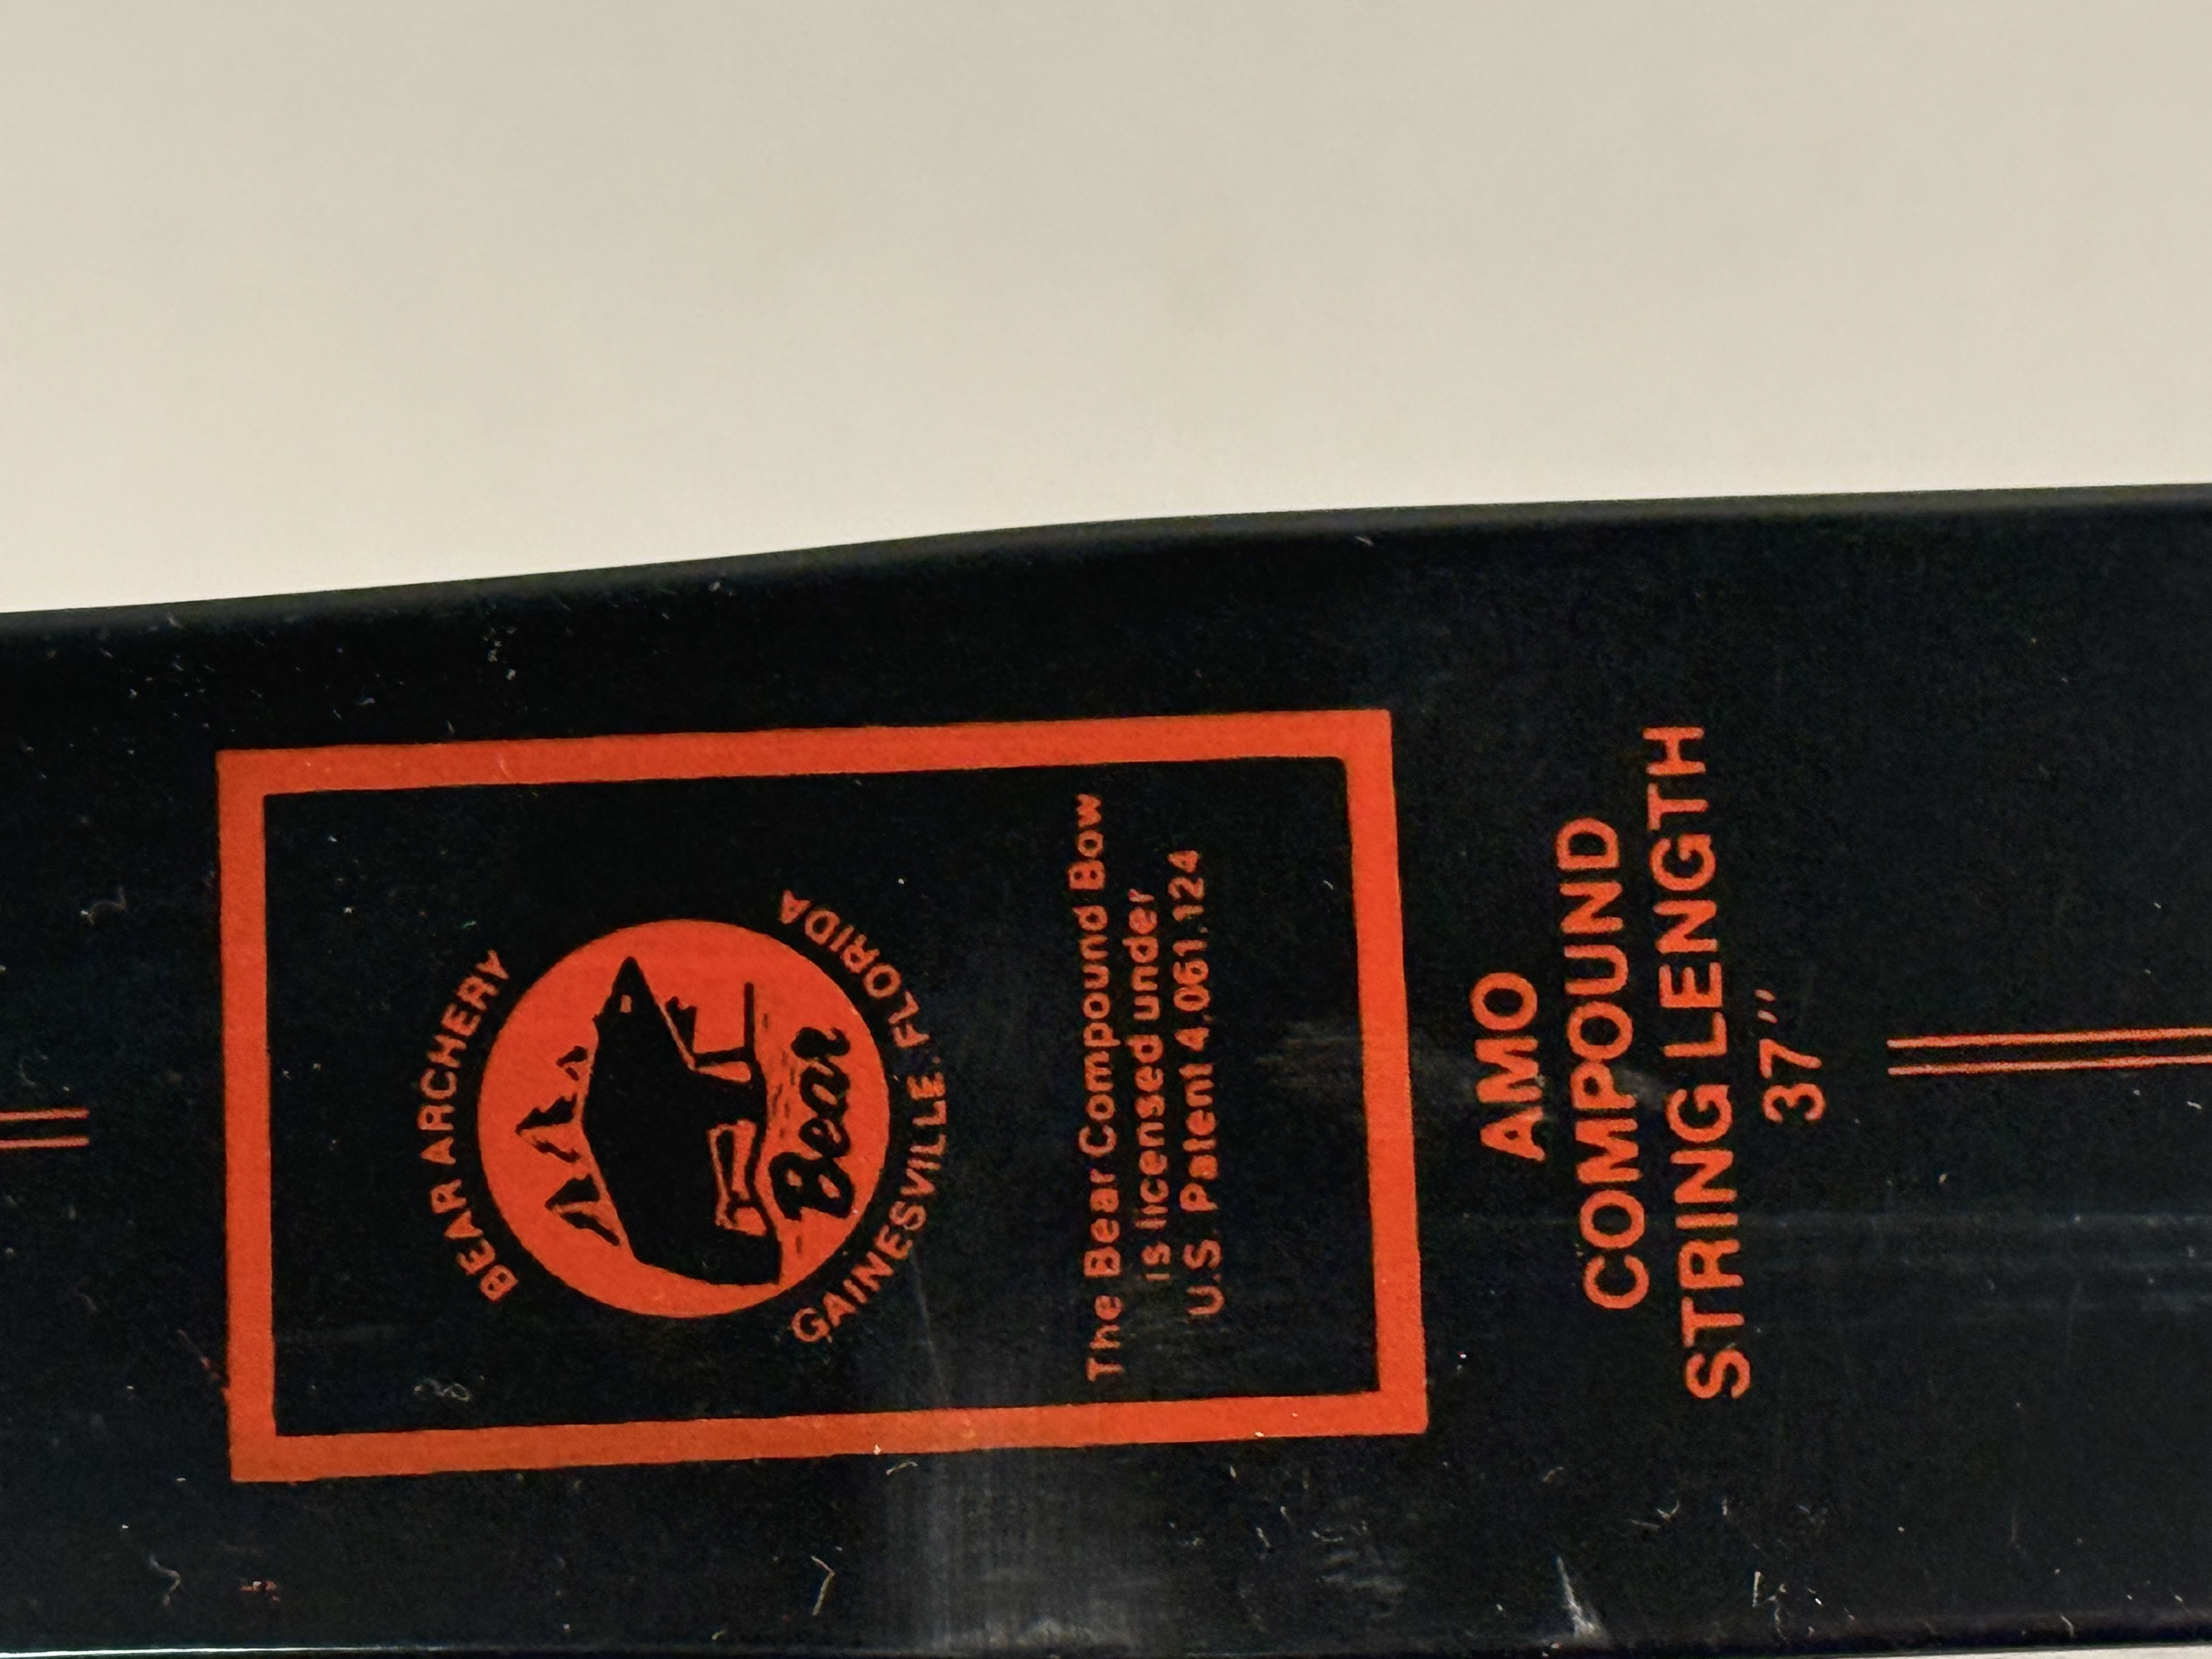 BEAR ARCHERY
Bear
GAINESVILLE, FLORIDA
The Bear Compound Bow
is licensed under
U.S. Patent 4,061,124
AMO
COMPOUND
STRING LENGTH
37"